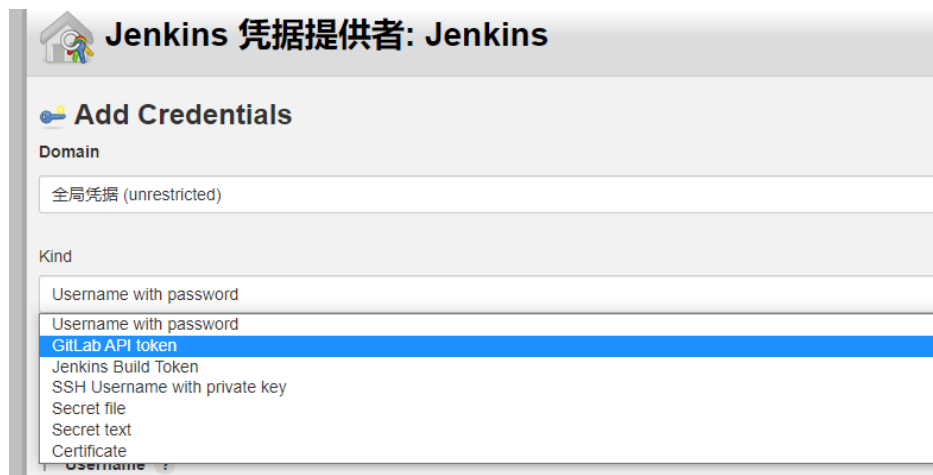 Jenkins 凭据提供者: Jenkins
Add Credentials
Domain
全局凭据 (unrestricted)
Kind
Username with password
Username with password
GitLab API token
Jenkins Build Token
SSH Username with private key
Secret file
Secret text
Certificate
Username ?